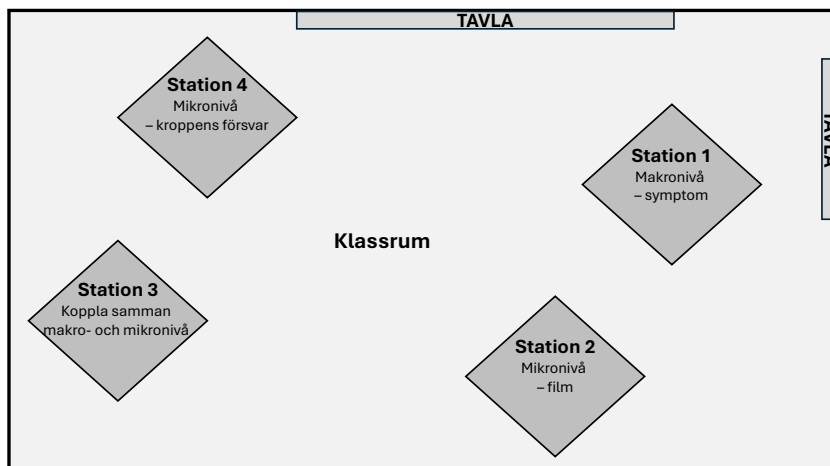 TAVLA
Station 4
Mikronivå
– kroppens försvar
TAVLA
Station 1
Makronivå
– symptom
Klassrum
Station 3
Koppla samman
makro- och mikronivå
Station 2
Mikronivå
– film